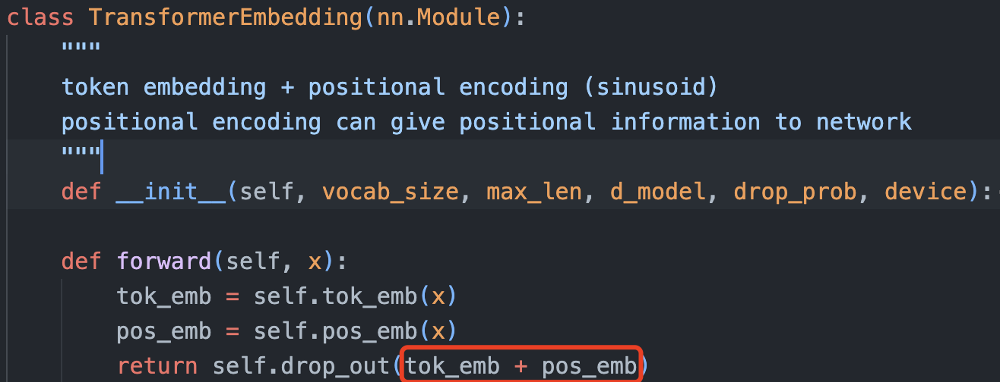 class TransformerEmbedding(nn.Module):
    """
    token embedding + positional encoding (sinusoid)
    positional encoding can give positional information to network
    """
    def __init__(self, vocab_size, max_len, d_model, drop_prob, device):
    def forward(self, x):
        tok_emb = self.tok_emb(x)
        pos_emb = self.pos_emb(x)
        return self.drop_out(tok_emb + pos_emb)